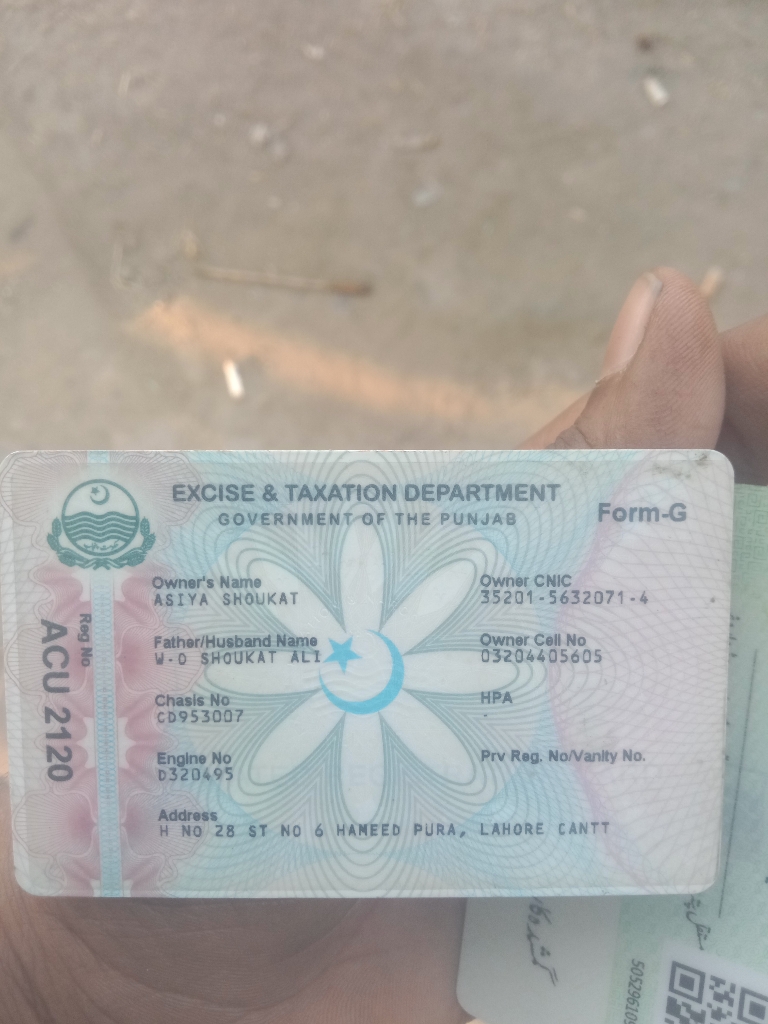 EXCISE & TAXATION DEPARTMENT
GOVERNMENT OF THE PUNJAB
Form-G
Reg No
ACU 2120
Owner's Name
ASIYA SHOUKAT
Owner CNIC
35201-5632071-4
Father/Husband Name
W-O SHOUKAT ALI
Owner Cell No
03204405605
Chasis No
CD953007
HPA
-
Engine No
D320495
Prv Reg. No/Vanity No.
Address
H NO 28 ST NO 6 HAMEED PURA, LAHORE CANTT